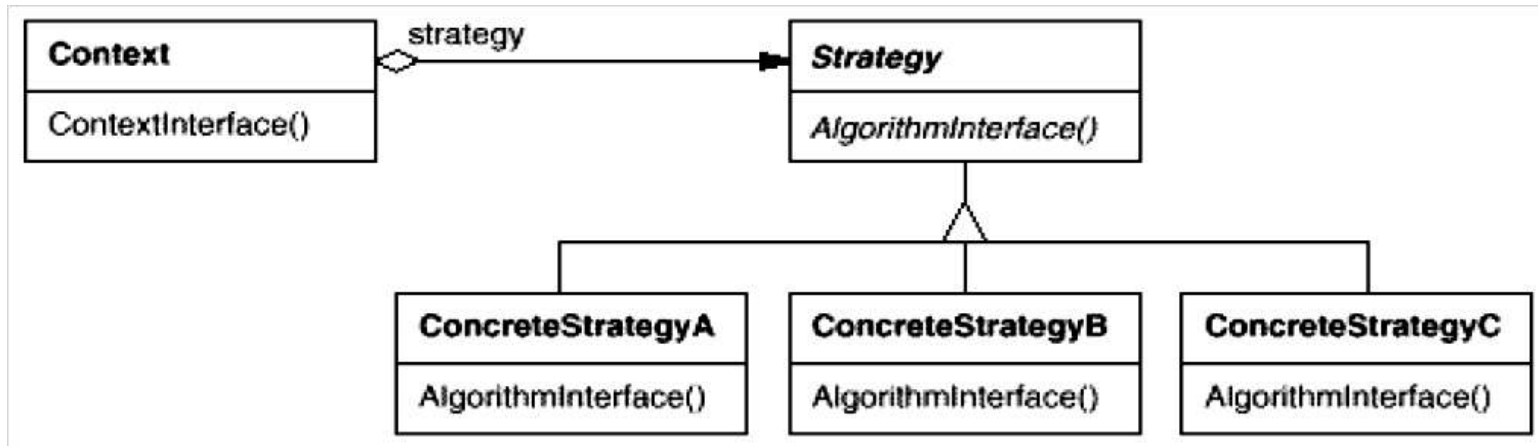 Context
ContextInterface()
strategy
Strategy
AlgorithmInterface()
ConcreteStrategyA
AlgorithmInterface()
ConcreteStrategyB
AlgorithmInterface()
ConcreteStrategyC
AlgorithmInterface()